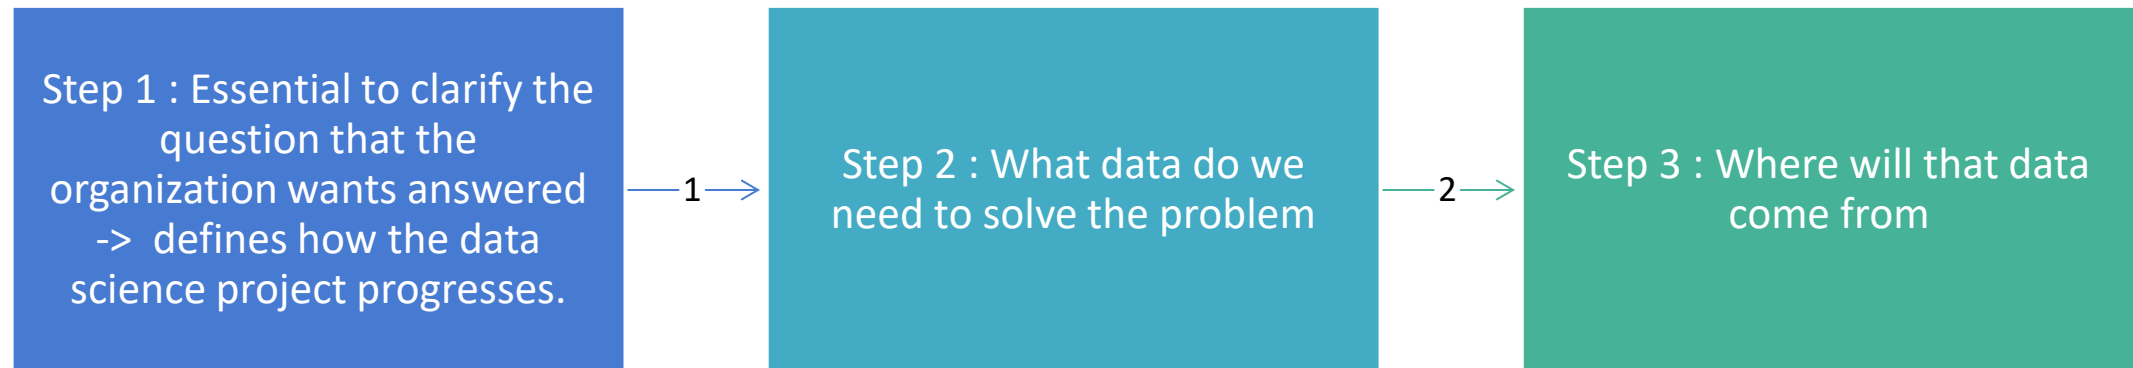 Step 1 : Essential to clarify the
question that the
organization wants answered
-> defines how the data
science project progresses.
1
Step 2 : What data do we
need to solve the problem
2
Step 3 : Where will that data
come from